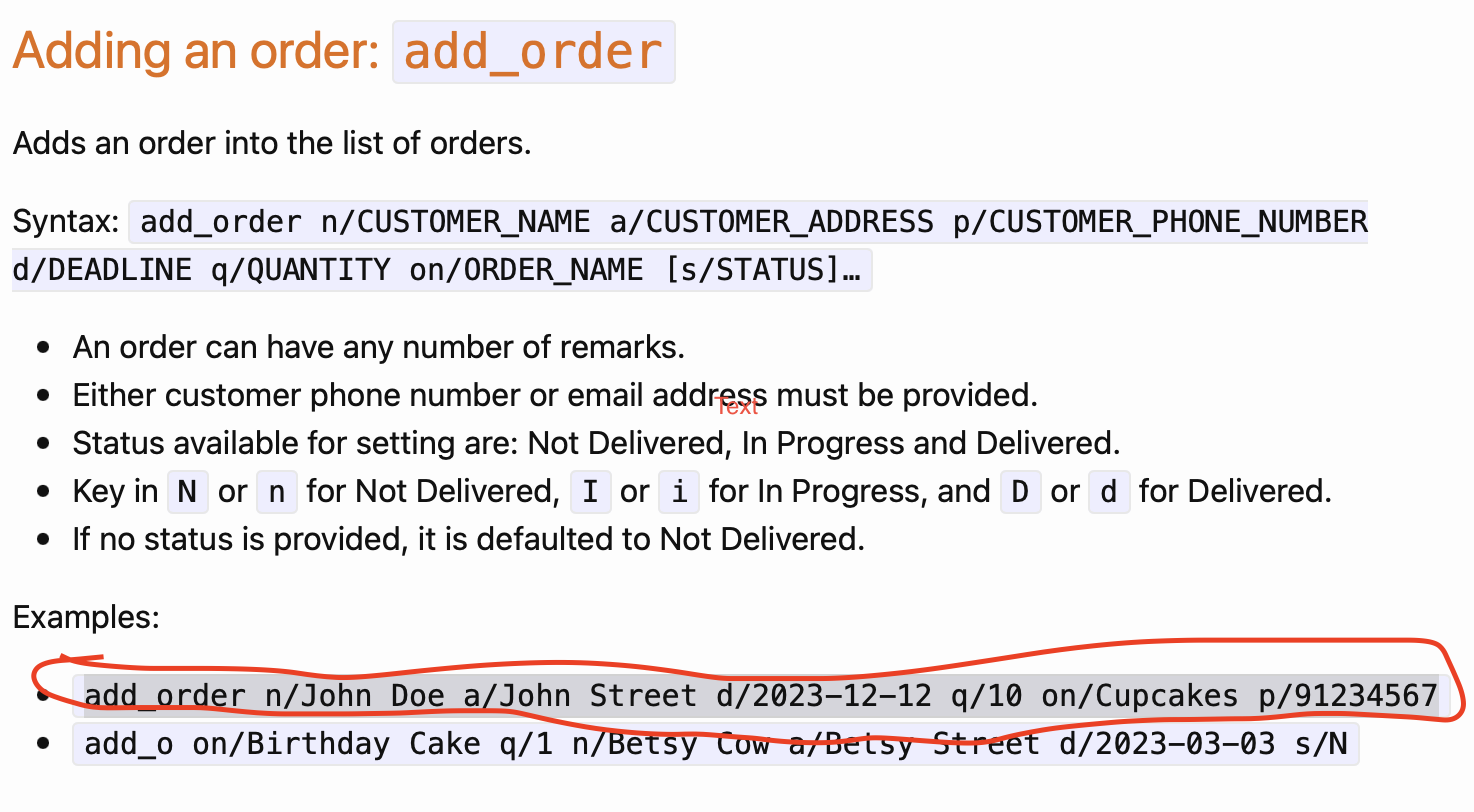 Adding an order: add_order
Adds an order into the list of orders.
Syntax: add_order n/CUSTOMER_NAME a/CUSTOMER_ADDRESS p/CUSTOMER_PHONE_NUMBER
d/DEADLINE q/QUANTITY on/ORDER_NAME [s/STATUS]…
• An order can have any number of remarks.
• Either customer phone number or email address must be provided.
Text
• Status available for setting are: Not Delivered, In Progress and Delivered.
• Key in N or n for Not Delivered, I or i for In Progress, and D or d for Delivered.
• If no status is provided, it is defaulted to Not Delivered.
Examples:
• add_order n/John Doe a/John Street d/2023-12-12 q/10 on/Cupcakes p/91234567
• add_o on/Birthday Cake q/1 n/Betsy Cow a/Betsy Street d/2023-03-03 s/N